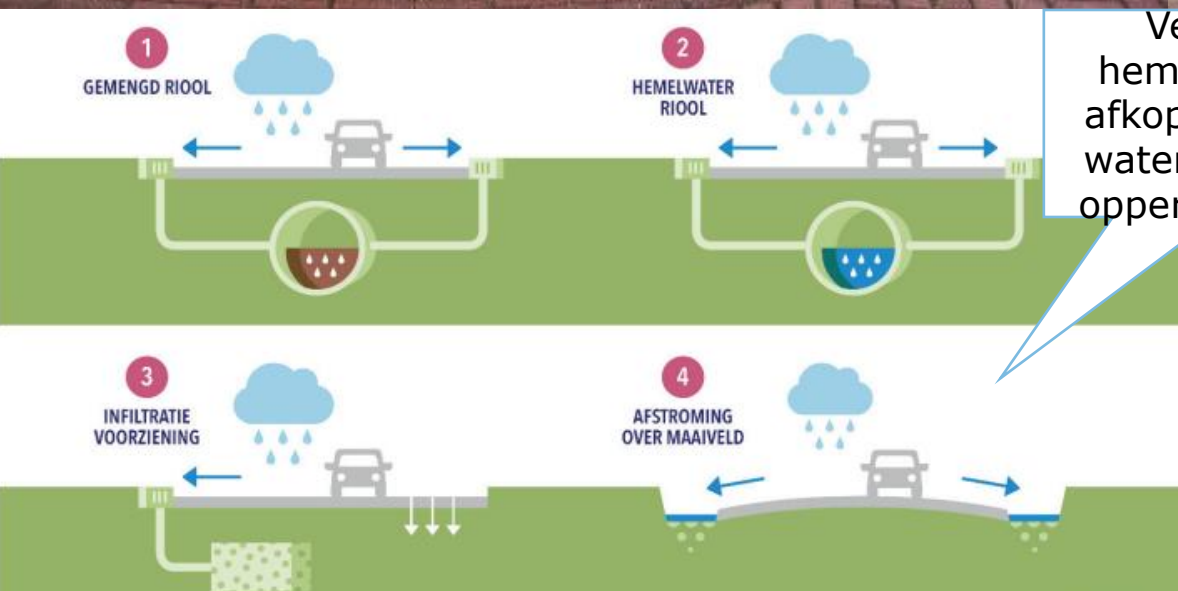 1
GEMENGD RIOOL
2
HEMELWATER
RIOOL
3
INFILTRATIE
VOORZIENING
4
AFSTROMING
OVER MAAIVELD